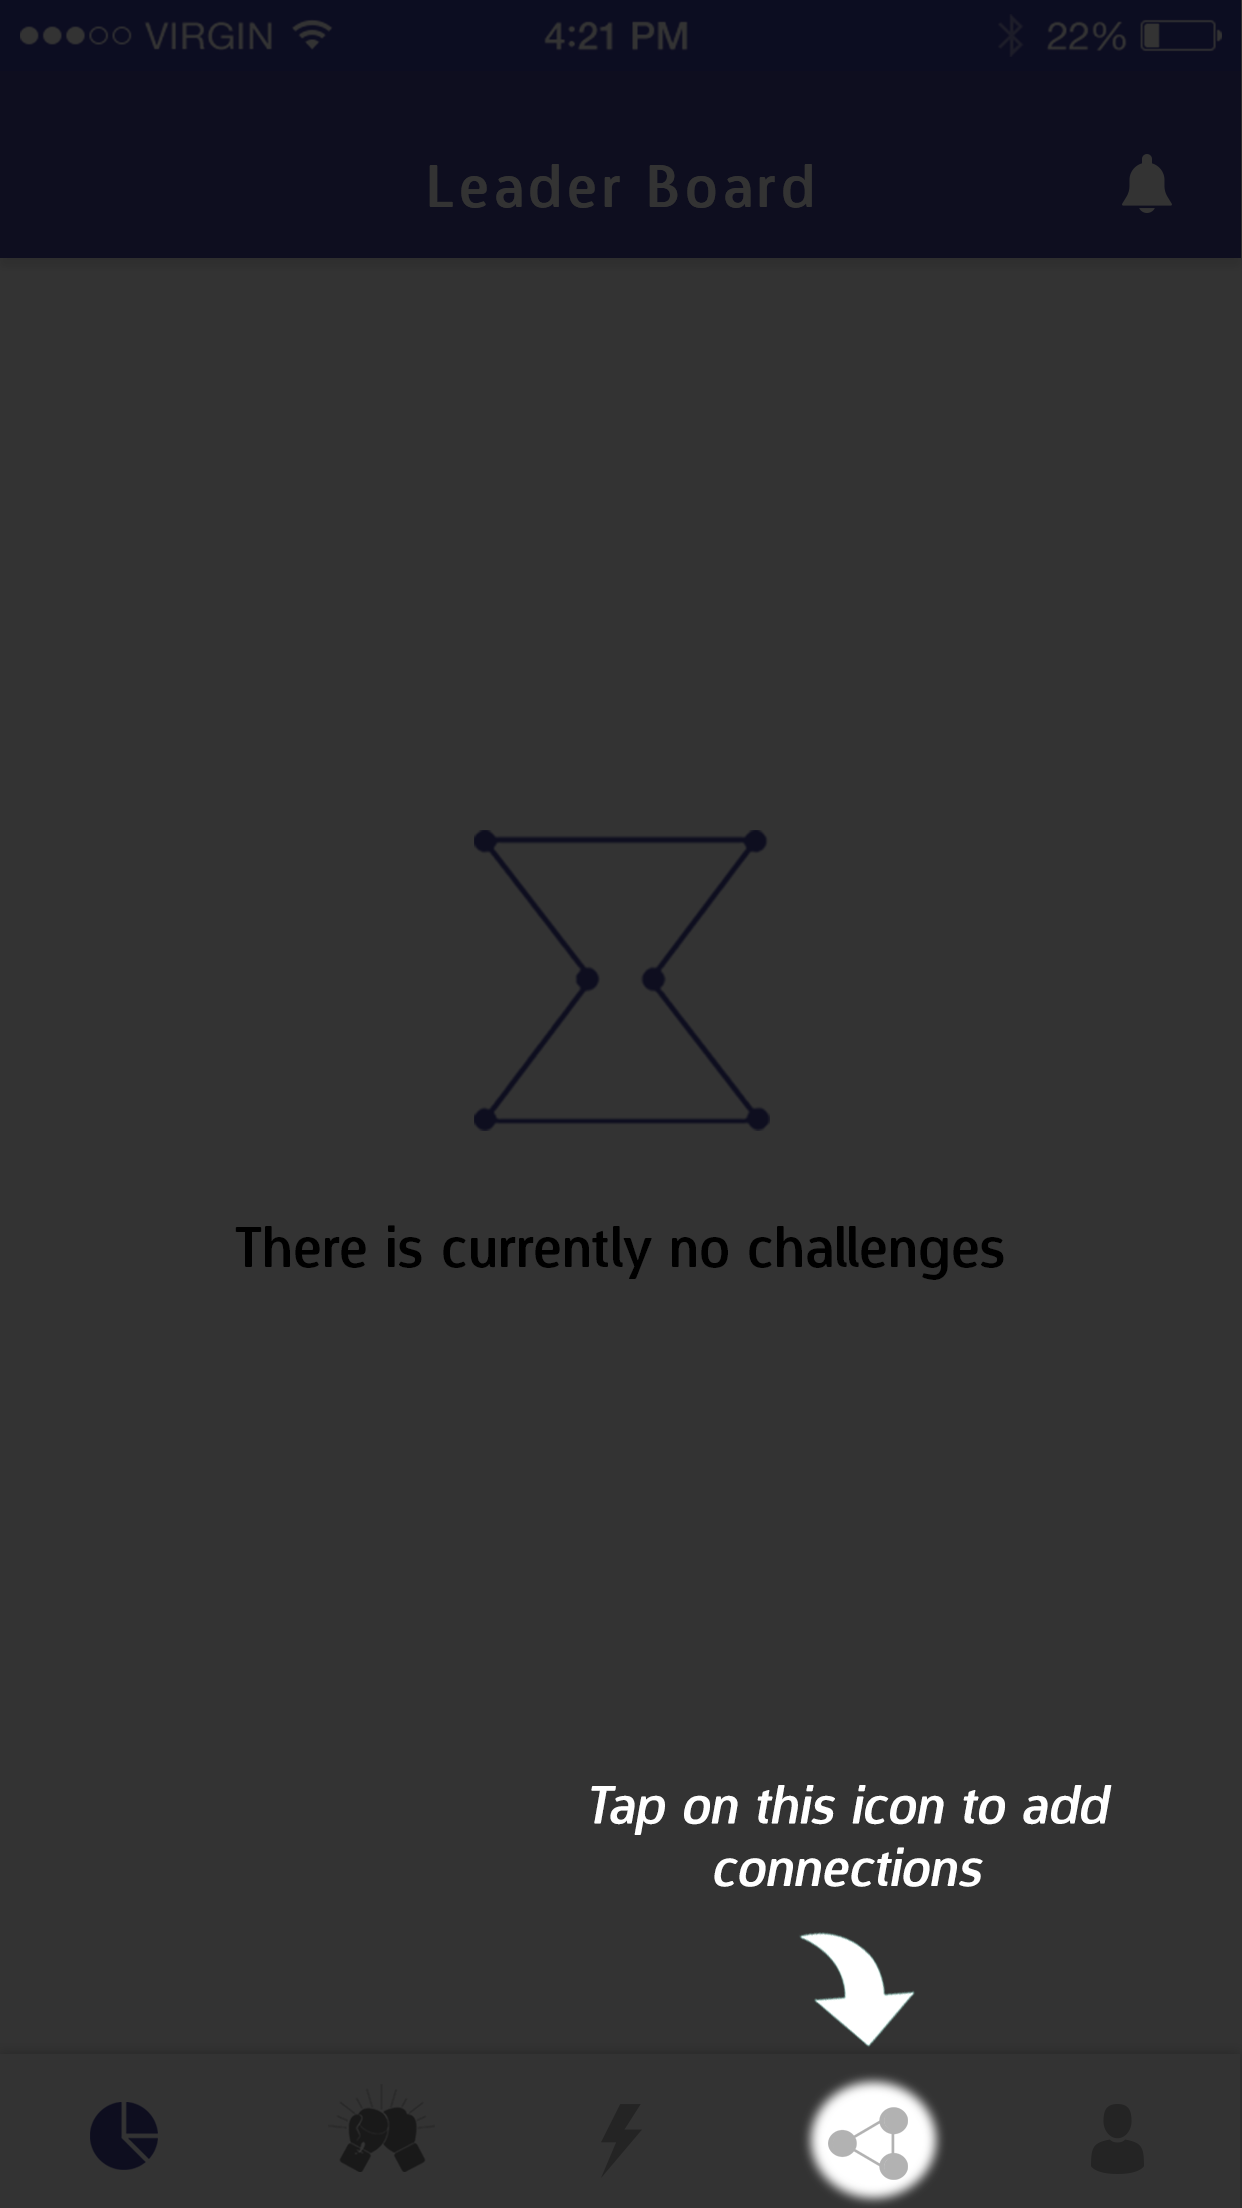 VIRGIN 4:21 PM 22%
Leader Board
There is currently no challenges
Tap on this icon to add
connections